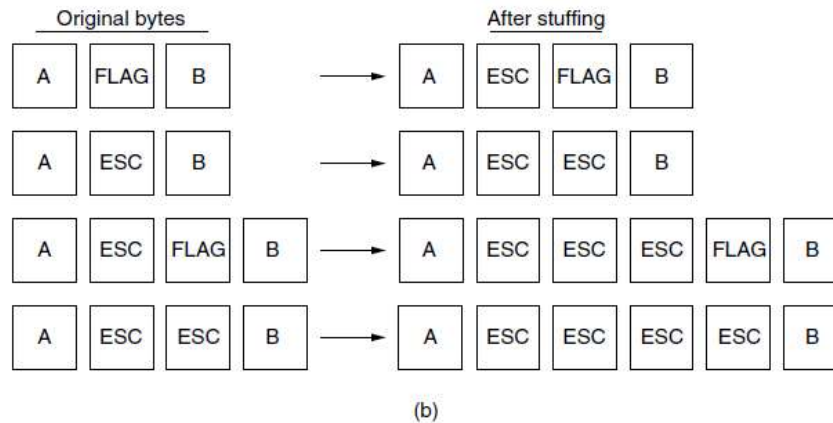 Original bytes After stuffing
A FLAG B A ESC FLAG B
A ESC B A ESC ESC B
A ESC FLAG B A ESC ESC ESC FLAG B
A ESC ESC B A ESC ESC ESC ESC B
(b)